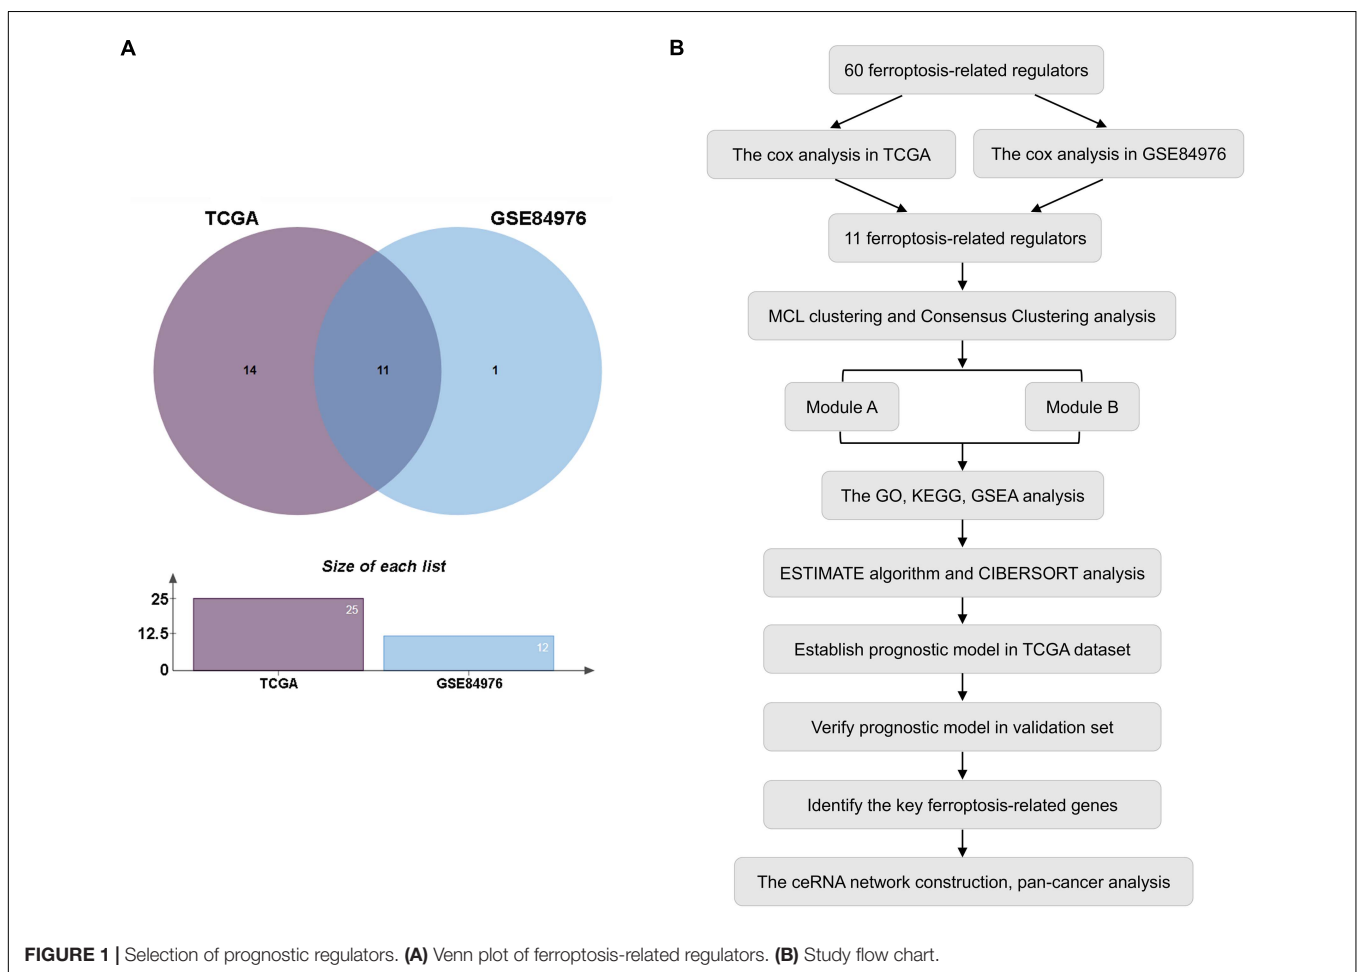 A
TCGA
GSE84976
14
11
1
Size of each list
25
12.5
0
25
12
TCGA
GSE84976
B
60 ferroptosis-related regulators
The cox analysis in TCGA
The cox analysis in GSE84976
11 ferroptosis-related regulators
MCL clustering and Consensus Clustering analysis
Module A
Module B
The GO, KEGG, GSEA analysis
ESTIMATE algorithm and CIBERSORT analysis
Establish prognostic model in TCGA dataset
Verify prognostic model in validation set
Identify the key ferroptosis-related genes
The ceRNA network construction, pan-cancer analysis
FIGURE 1 | Selection of prognostic regulators. (A) Venn plot of ferroptosis-related regulators. (B) Study flow chart.